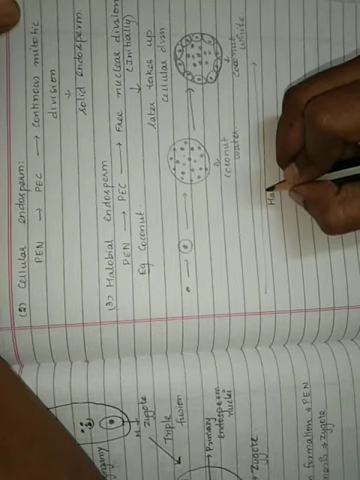 (2) Cellular endosperm:
PEN → PEC → Continous mitotic
division
↓
solid endosperm.
(3) Halobial Endosperm
PEN → PEC → Free nuclear division
(Initially)
↓
Eg Coconut. later takes up
cellular divn
coconut
water
coconut
white
Ha
zygote
Triple
fusion
Primary
endosperm
nuclei
zygote
formation → PEN
zygote